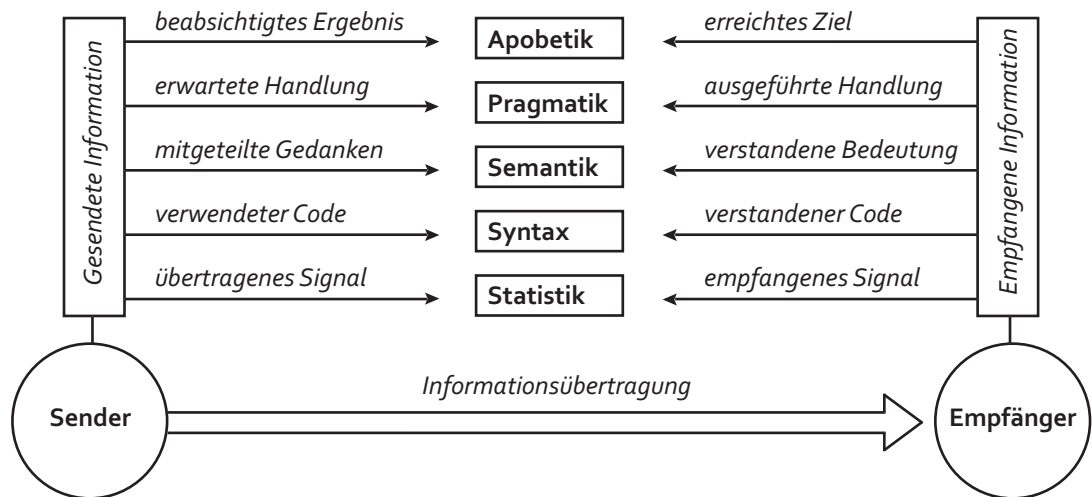 beabsichtigtes Ergebnis
Apobetik
erreichtes Ziel
erwartete Handlung
Pragmatik
ausgeführte Handlung
mitgeteilte Gedanken
Semantik
verstandene Bedeutung
verwendeter Code
Syntax
verstandener Code
übertragenes Signal
Statistik
empfangenes Signal
Gesendete Information
Empfangene Information
Informationsübertragung
Sender
Empfänger